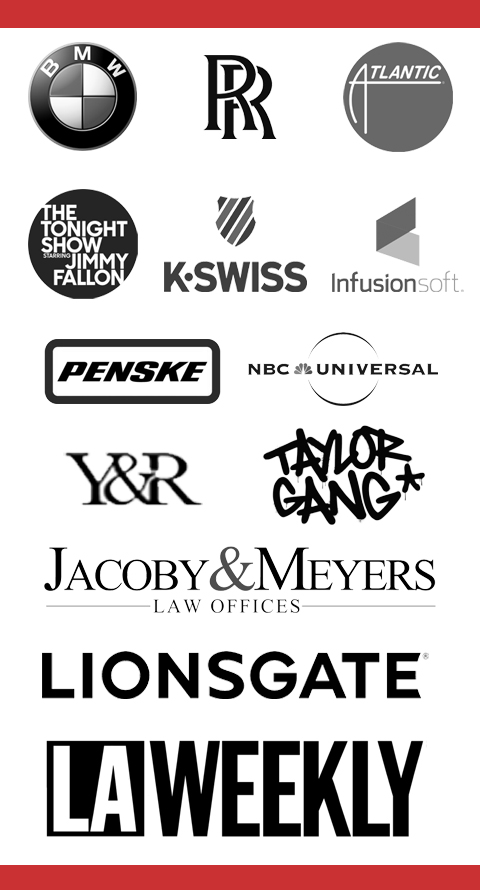 BMW
RR
ATLANTIC
THE
TONIGHT
SHOW
STARRING JIMMY
FALLON
K·SWISS
Infusionsoft.
PENSKE
NBC UNIVERSAL
Y&R
TAYLOR
GANG*
JACOBY & MEYERS
LAW OFFICES
LIONSGATE®
LA WEEKLY